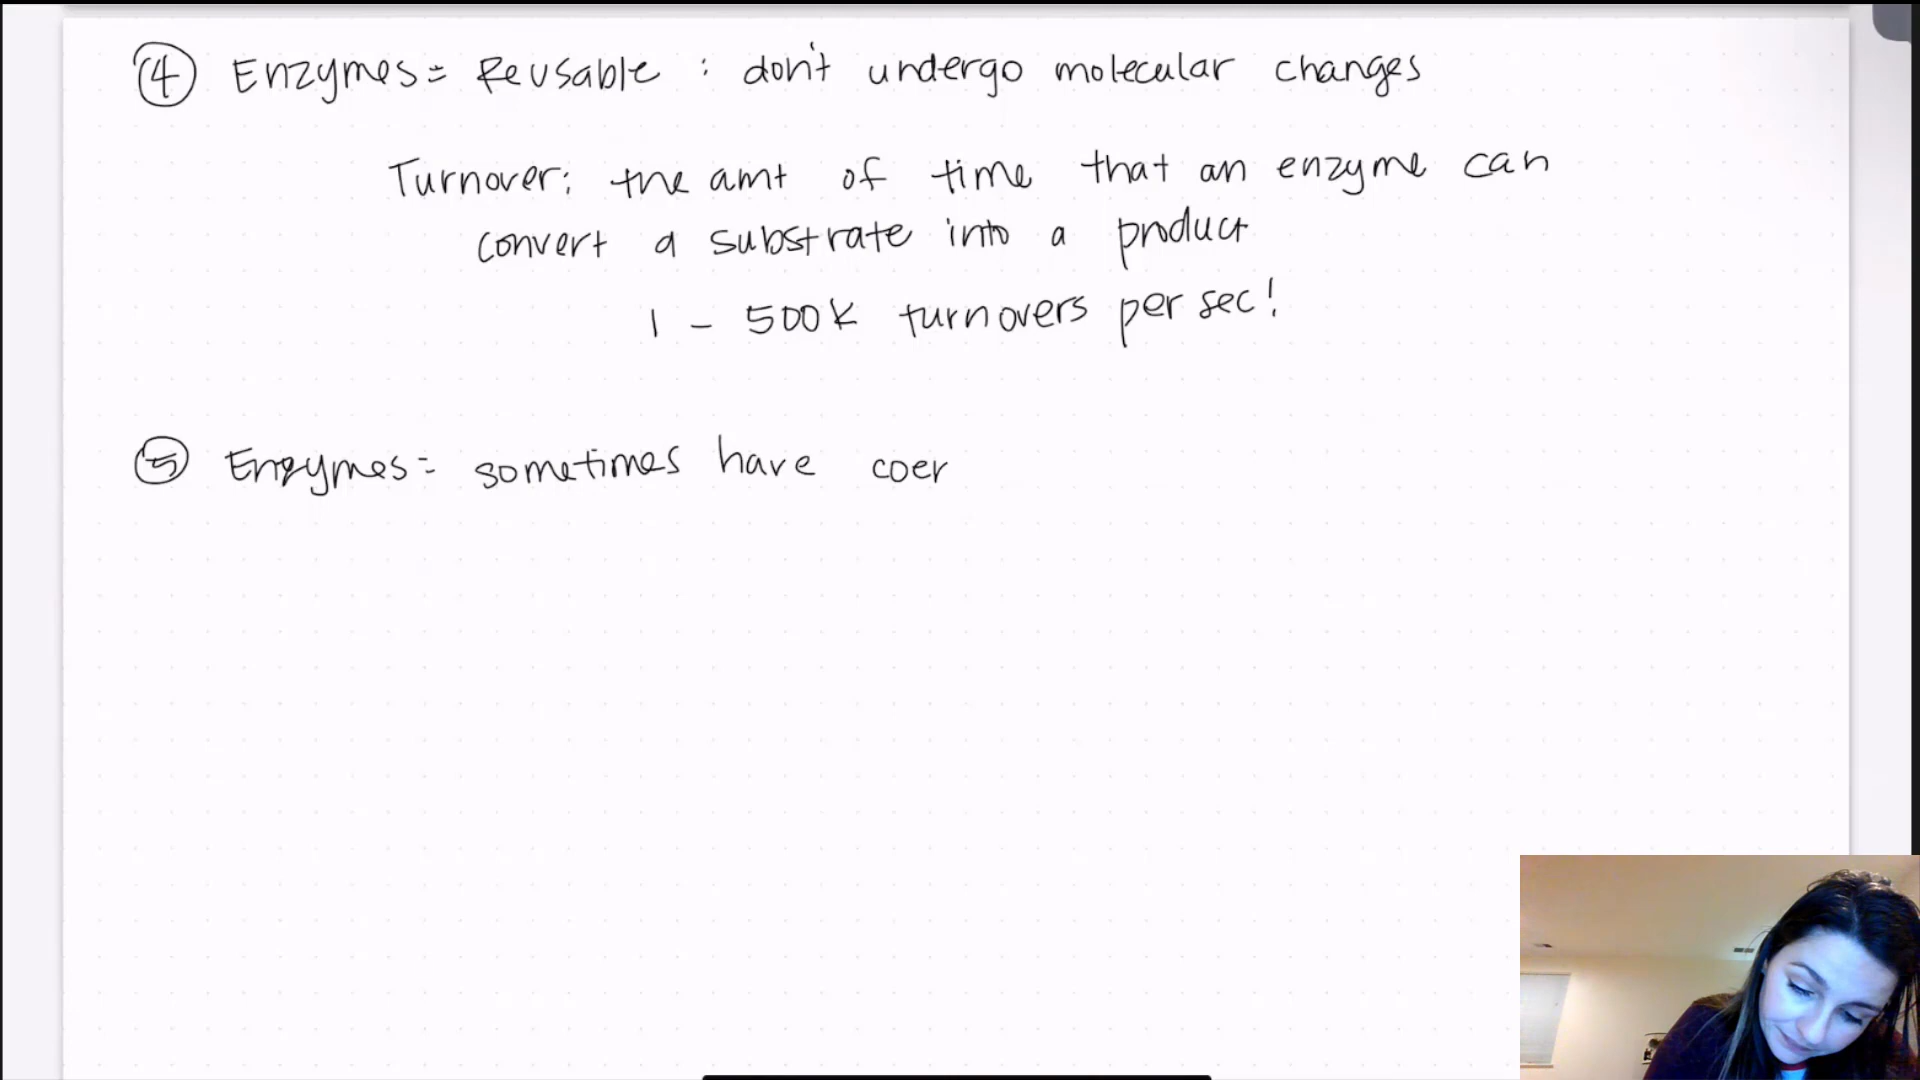 ④ Enzymes = Reusable : don't undergo molecular changes
Turnover: the amt of time that an enzyme can
convert a substrate into a product
1 - 500k turnovers per sec!
⑤ Enzymes = sometimes have coer